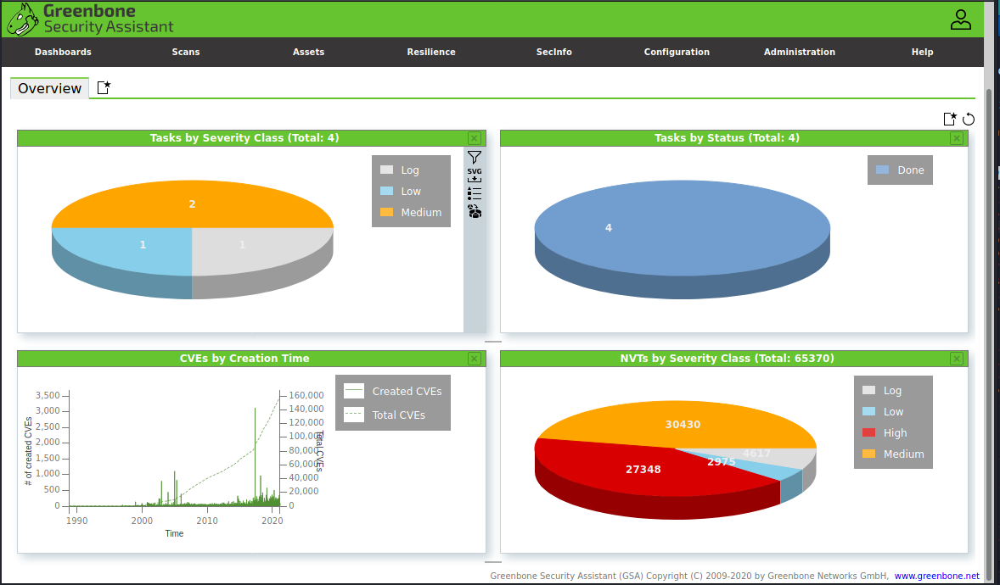 Greenbone
Security Assistant
Dashboards Scans Assets Resilience SecInfo Configuration Administration Help
Overview
Tasks by Severity Class (Total: 4)
2
1
1
Log
Low
Medium
SVG
Tasks by Status (Total: 4)
4
Done
CVEs by Creation Time
3,500
3,000
2,500
2,000
1,500
1,000
500
0
# of created CVEs
160,000
140,000
120,000
100,000
80,000
60,000
40,000
20,000
0
Total CVEs
1990 2000 2010 2020
Time
Created CVEs
Total CVEs
NVTs by Severity Class (Total: 65370)
30430
4617
2975
27348
Log
Low
High
Medium
Greenbone Security Assistant (GSA) Copyright (C) 2009-2020 by Greenbone Networks GmbH, www.greenbone.net